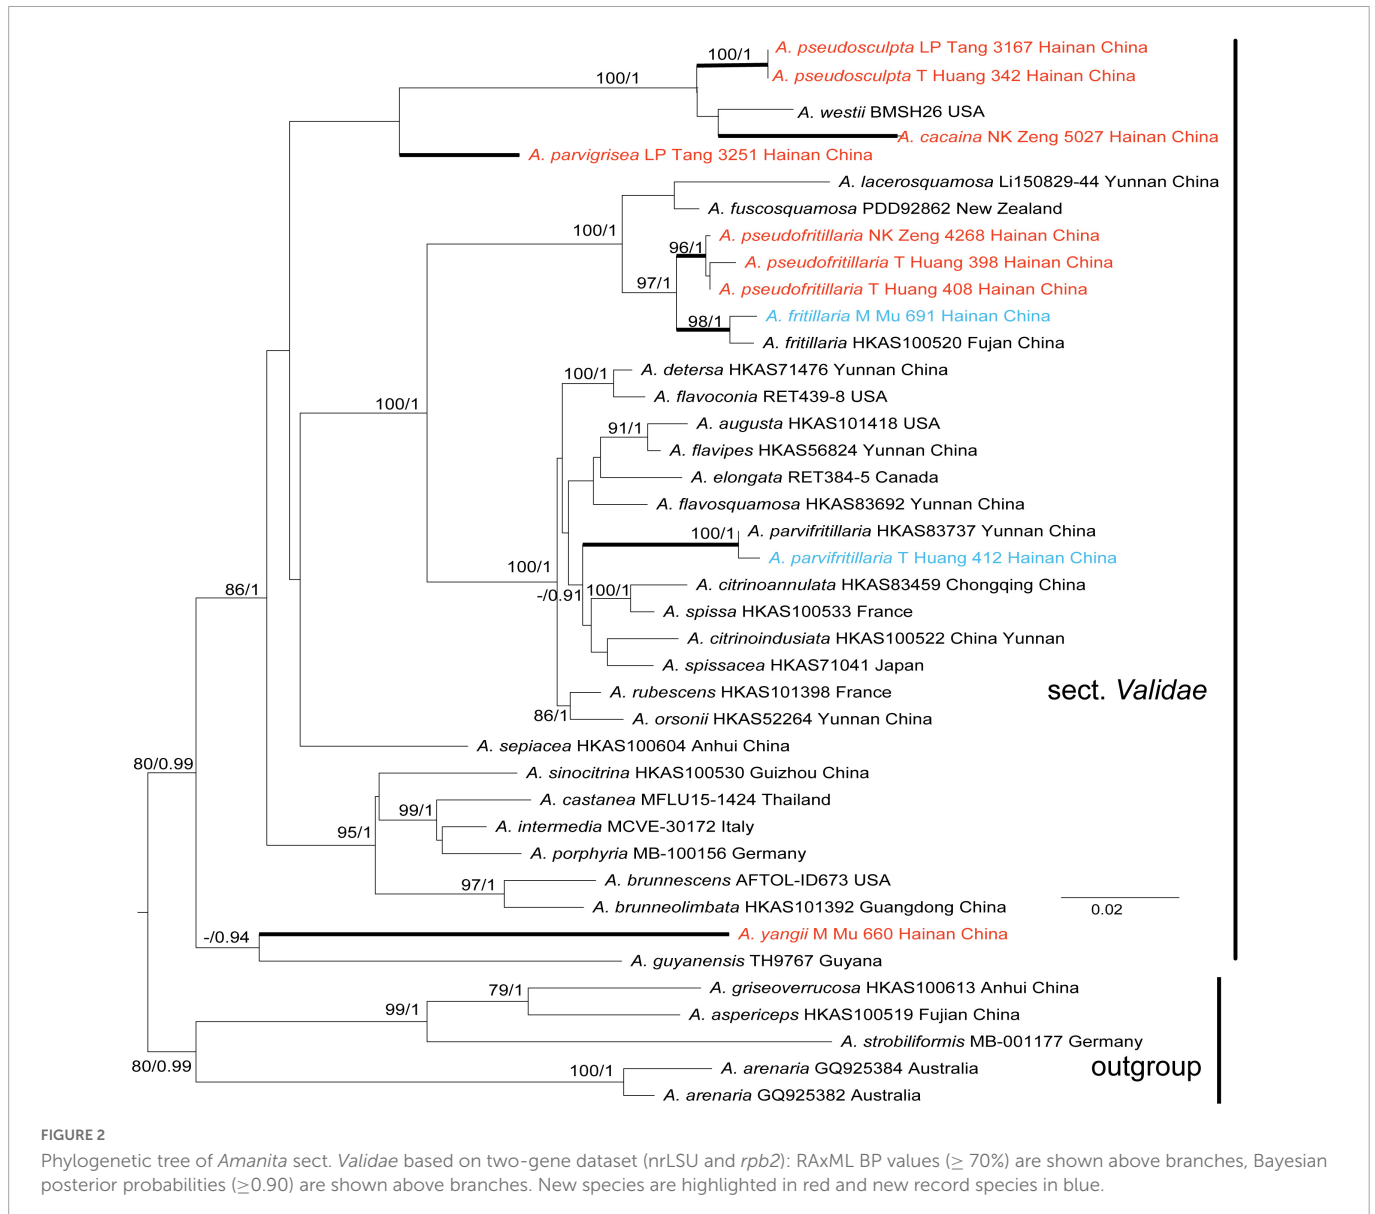 100/1
A. pseudosculpta LP Tang 3167 Hainan China
A. pseudosculpta T Huang 342 Hainan China
100/1
A. westii BMSH26 USA
A. cacaina NK Zeng 5027 Hainan China
A. parvigrisea LP Tang 3251 Hainan China
A. lacerosquamosa Li150829-44 Yunnan China
A. fuscosquamosa PDD92862 New Zealand
100/1
A. pseudofritillaria NK Zeng 4268 Hainan China
96/1
A. pseudofritillaria T Huang 398 Hainan China
97/1
A. pseudofritillaria T Huang 408 Hainan China
A. fritillaria M Mu 691 Hainan China
98/1
A. fritillaria HKAS100520 Fujan China
A. detersa HKAS71476 Yunnan China
100/1
A. flavoconia RET439-8 USA
100/1
A. augusta HKAS101418 USA
91/1
A. flavipes HKAS56824 Yunnan China
A. elongata RET384-5 Canada
A. flavosquamosa HKAS83692 Yunnan China
A. parvifritillaria HKAS83737 Yunnan China
100/1
A. parvifritillaria T Huang 412 Hainan China
100/1
A. citrinoannulata HKAS83459 Chongqing China
-/0.91
100/1
86/1
A. spissa HKAS100533 France
A. citrinoindusiata HKAS100522 China Yunnan
A. spissacea HKAS71041 Japan
A. rubescens HKAS101398 France
sect. Validae
86/1
A. orsonii HKAS52264 Yunnan China
A. sepiacea HKAS100604 Anhui China
80/0.99
A. sinocitrina HKAS100530 Guizhou China
A. castanea MFLU15-1424 Thailand
99/1
A. intermedia MCVE-30172 Italy
95/1
A. porphyria MB-100156 Germany
A. brunnescens AFTOL-ID673 USA
97/1
A. brunneolimbata HKAS101392 Guangdong China
0.02
A. yangii M Mu 660 Hainan China
-/0.94
A. guyanensis TH9767 Guyana
A. griseoverrucosa HKAS100613 Anhui China
79/1
99/1
A. aspericeps HKAS100519 Fujian China
A. strobiliformis MB-001177 Germany
80/0.99
outgroup
A. arenaria GQ925384 Australia
100/1
A. arenaria GQ925382 Australia
FIGURE 2
Phylogenetic tree of Amanita sect. Validae based on two-gene dataset (nrLSU and rpb2): RAxML BP values (≥ 70%) are shown above branches, Bayesian
posterior probabilities (≥0.90) are shown above branches. New species are highlighted in red and new record species in blue.